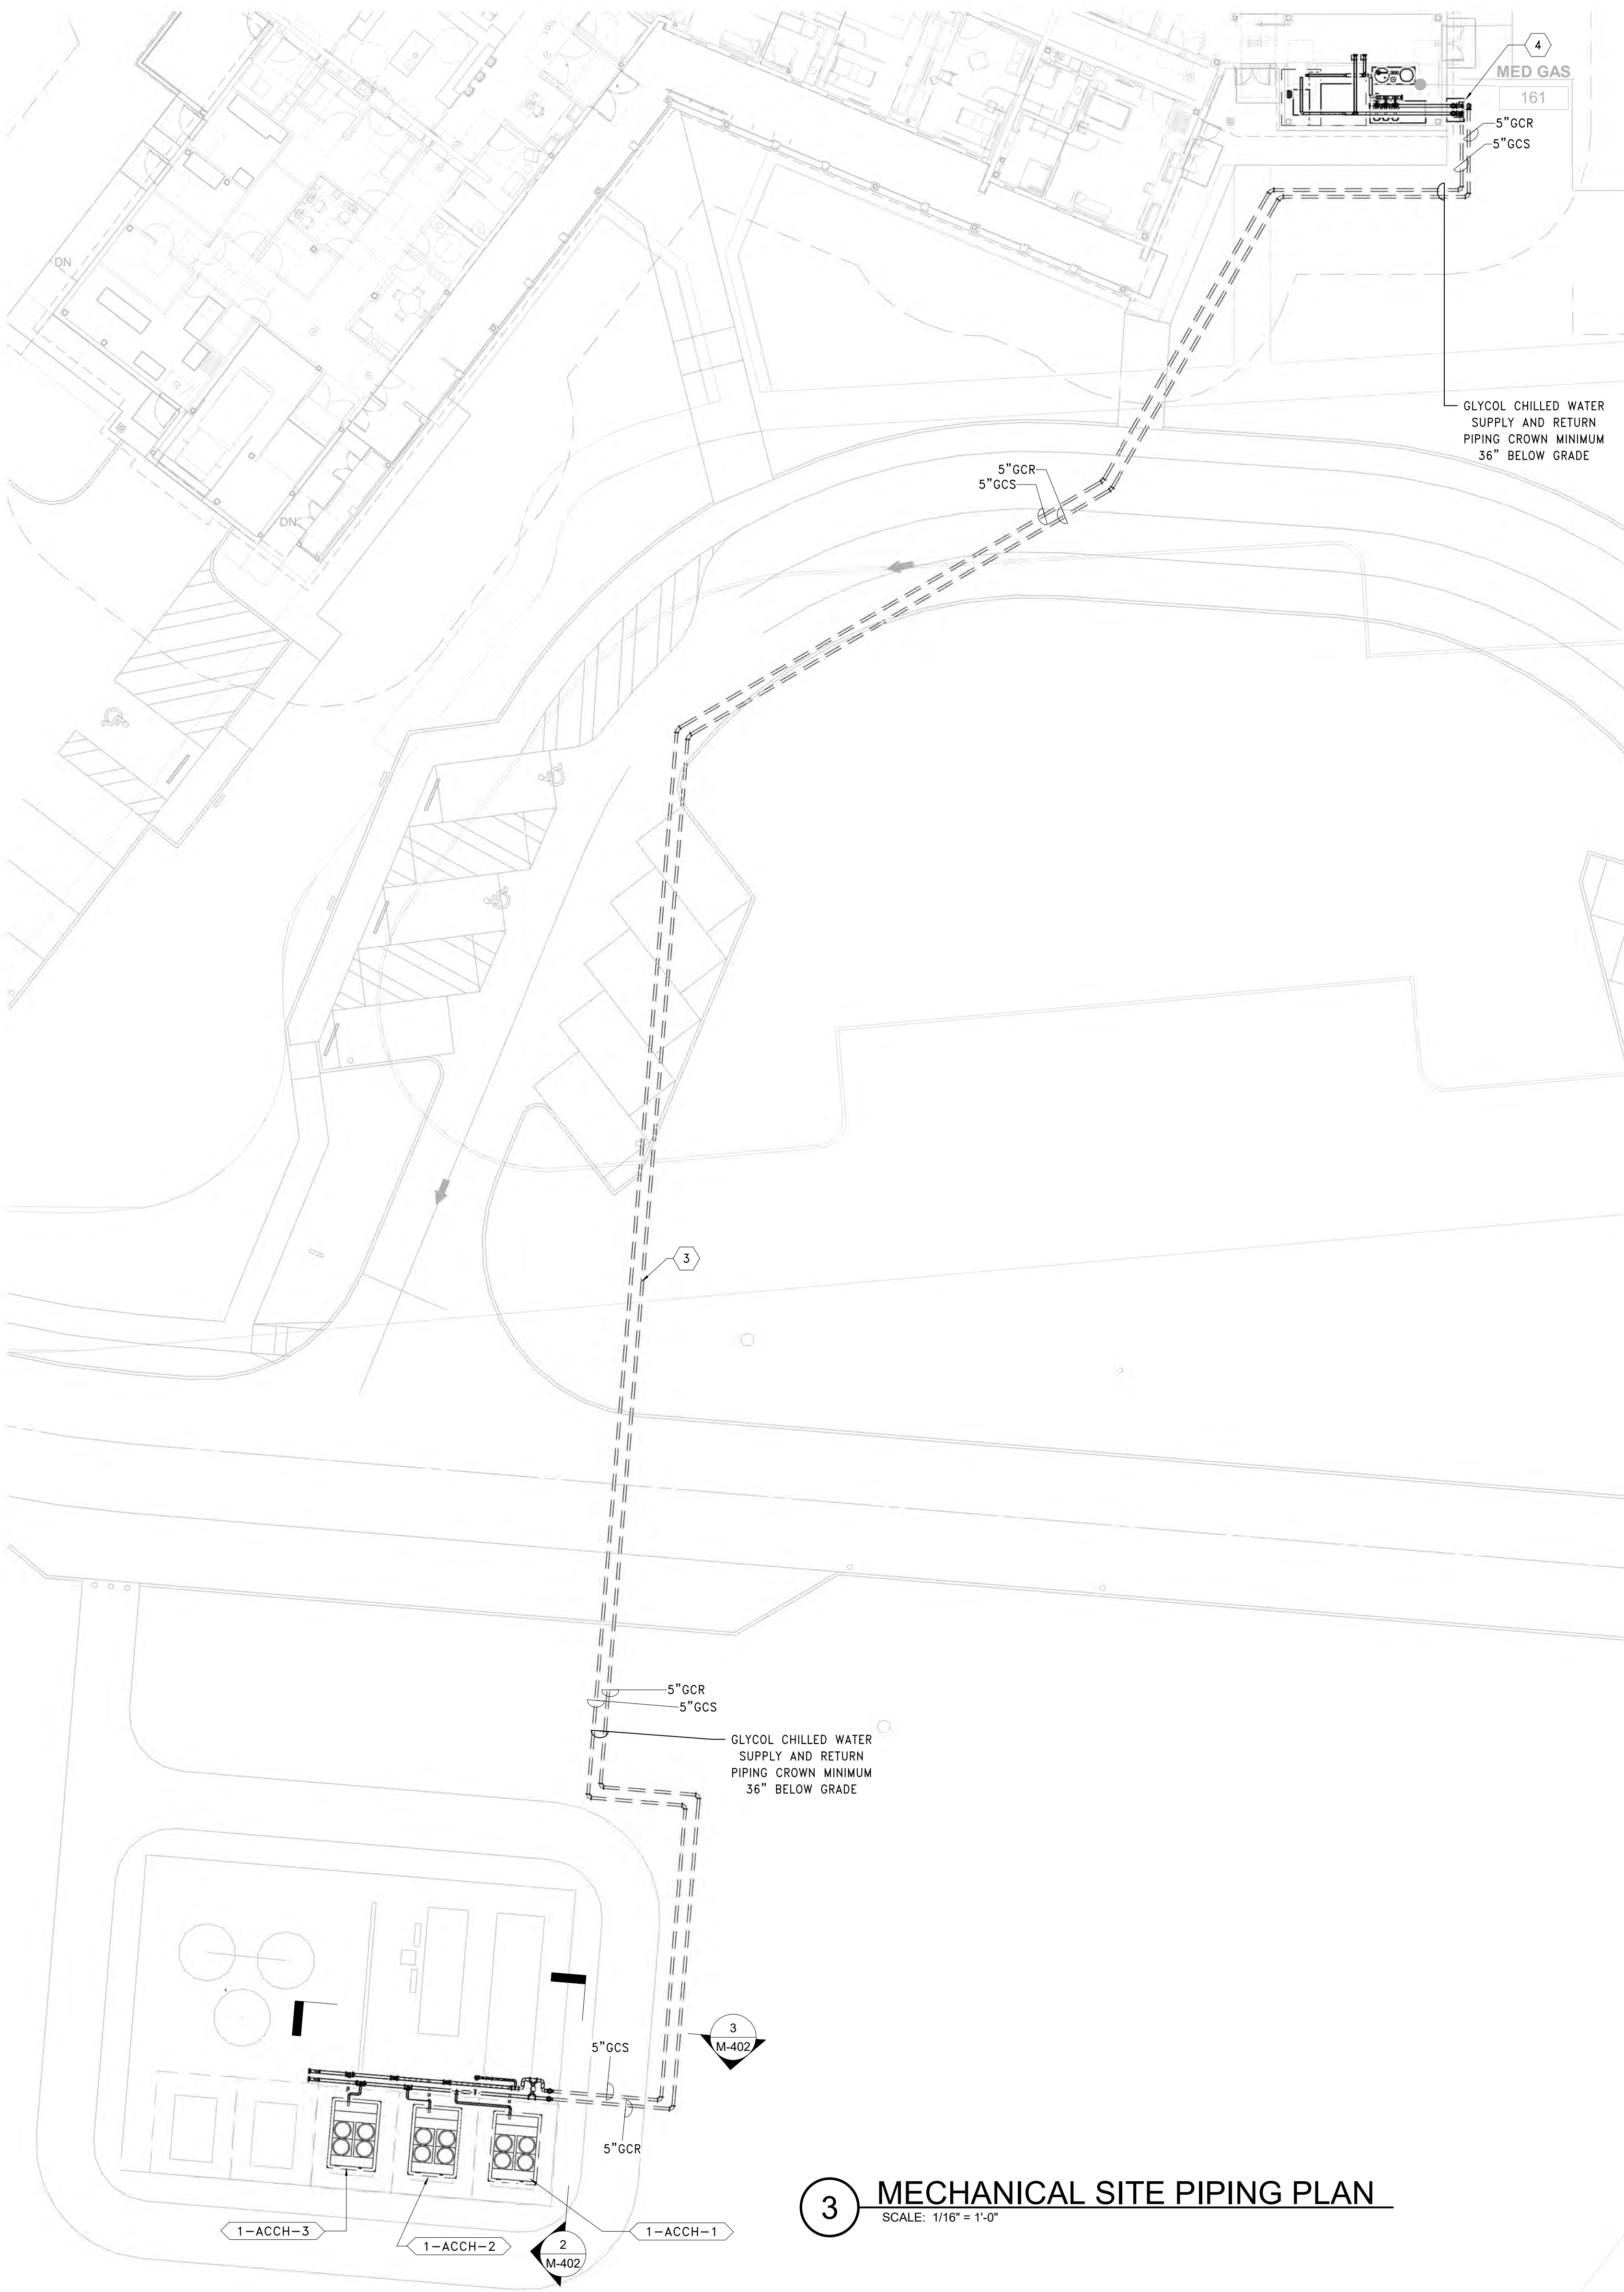 4
MED GAS
161
5"GCR
5"GCS
DN
GLYCOL CHILLED WATER
SUPPLY AND RETURN
PIPING CROWN MINIMUM
36" BELOW GRADE
5"GCR
5"GCS
DN
3
5"GCR
5"GCS
GLYCOL CHILLED WATER
SUPPLY AND RETURN
PIPING CROWN MINIMUM
36" BELOW GRADE
3
M-402
5"GCS
5"GCR
3
MECHANICAL SITE PIPING PLAN
SCALE: 1/16" = 1'-0"
1-ACCH-3
1-ACCH-2
1-ACCH-1
2
M-402